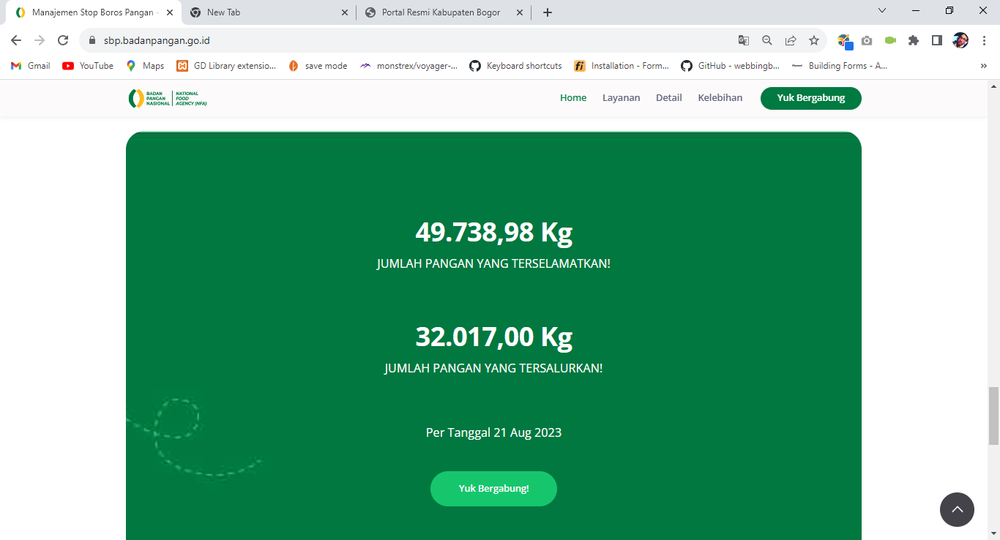 Manajemen Stop Boros Pangan -
New Tab
Portal Resmi Kabupaten Bogor
sbp.badanpangan.go.id
Gmail
YouTube
Maps
GD Library extensio...
save mode
monstrex/voyager-...
Keyboard shortcuts
Installation - Form...
GitHub - webbingb...
Building Forms - A...
BADAN
PANGAN
NASIONAL
NATIONAL
FOOD
AGENCY (NFA)
Home
Layanan
Detail
Kelebihan
Yuk Bergabung
49.738,98 Kg
JUMLAH PANGAN YANG TERSELAMATKAN!
32.017,00 Kg
JUMLAH PANGAN YANG TERSALURKAN!
Per Tanggal 21 Aug 2023
Yuk Bergabung!